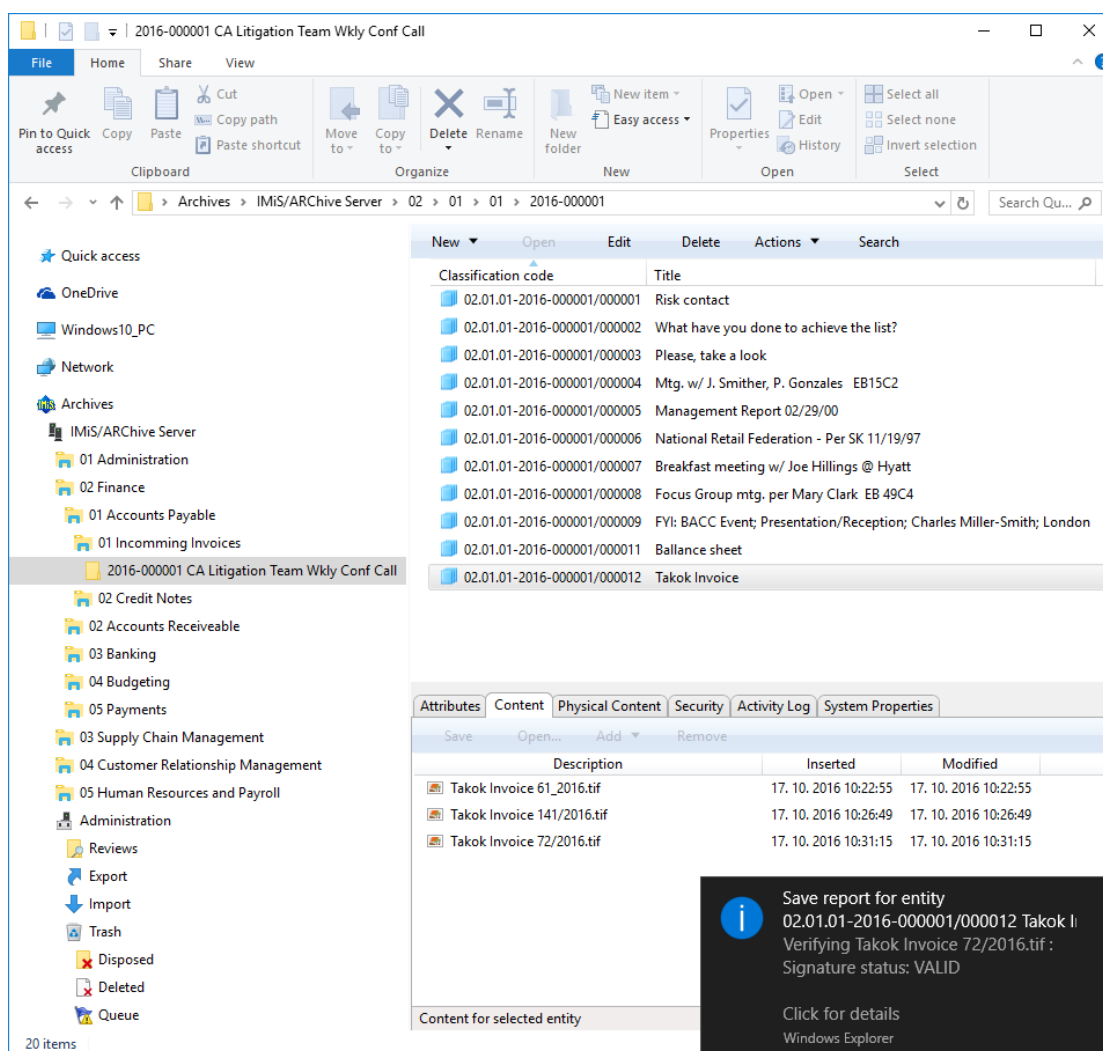 2016-000001 CA Litigation Team Wkly Conf Call
File Home Share View
Pin to Quick access
Copy
Paste
Cut
Copy path
Paste shortcut
Move to
Copy to
Delete
Rename
New folder
New item
Easy access
Properties
Open
Edit
History
Select all
Select none
Invert selection
Clipboard Organize New Open Select
Archives > IMiS/ARChive Server > 02 > 01 > 01 > 2016-000001
Search Qu...
Quick access
OneDrive
Windows10_PC
Network
Archives
IMiS/ARChive Server
01 Administration
02 Finance
01 Accounts Payable
01 Incomming Invoices
2016-000001 CA Litigation Team Wkly Conf Call
02 Credit Notes
02 Accounts Receiveable
03 Banking
04 Budgeting
05 Payments
03 Supply Chain Management
04 Customer Relationship Management
05 Human Resources and Payroll
Administration
Reviews
Export
Import
Trash
Disposed
Deleted
Queue
New Open Edit Delete Actions Search
Classification code Title
02.01.01-2016-000001/000001 Risk contact
02.01.01-2016-000001/000002 What have you done to achieve the list?
02.01.01-2016-000001/000003 Please, take a look
02.01.01-2016-000001/000004 Mtg. w/ J. Smither, P. Gonzales EB15C2
02.01.01-2016-000001/000005 Management Report 02/29/00
02.01.01-2016-000001/000006 National Retail Federation - Per SK 11/19/97
02.01.01-2016-000001/000007 Breakfast meeting w/ Joe Hillings @ Hyatt
02.01.01-2016-000001/000008 Focus Group mtg. per Mary Clark EB 49C4
02.01.01-2016-000001/000009 FYI: BACC Event; Presentation/Reception; Charles Miller-Smith; London
02.01.01-2016-000001/000011 Ballance sheet
02.01.01-2016-000001/000012 Takok Invoice
Attributes Content Physical Content Security Activity Log System Properties
Save Open... Add Remove
Description Inserted Modified
Takok Invoice 61_2016.tif 17. 10. 2016 10:22:55 17. 10. 2016 10:22:55
Takok Invoice 141/2016.tif 17. 10. 2016 10:26:49 17. 10. 2016 10:26:49
Takok Invoice 72/2016.tif 17. 10. 2016 10:31:15 17. 10. 2016 10:31:15
Save report for entity
02.01.01-2016-000001/000012 Takok
Verifying Takok Invoice 72/2016.tif :
Signature status: VALID
Click for details
Windows Explorer
Content for selected entity
20 items